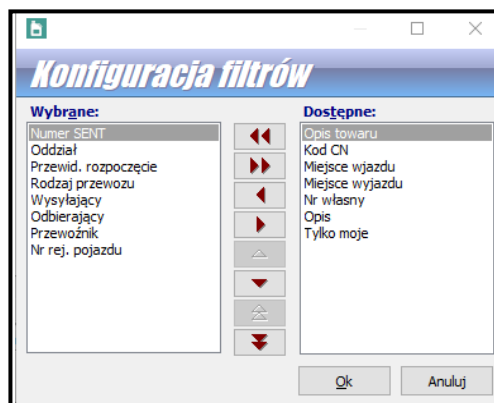 Konfiguracja filtrów
Wybrane:
Numer SENT
Oddział
Przewid. rozpoczęcie
Rodzaj przewozu
Wysyłający
Odbierający
Przewoźnik
Nr rej. pojazdu
Dostępne:
Opis towaru
Kod CN
Miejsce wjazdu
Miejsce wyjazdu
Nr własny
Opis
Tylko moje
Ok
Anuluj